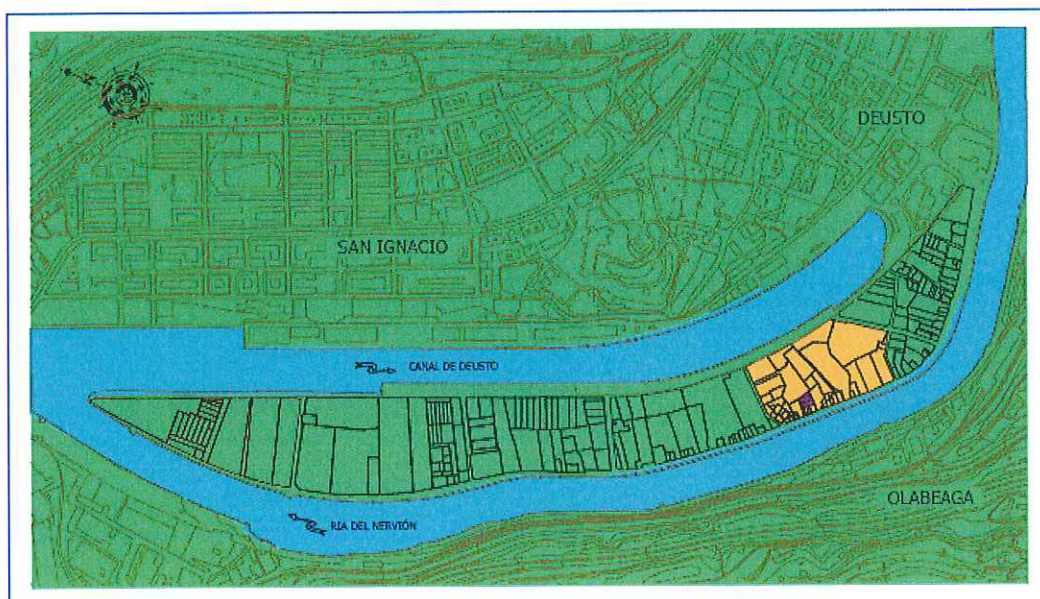 DEUSTO
SAN IGNACIO
CANAL DE DEUSTO
OLABEAGA
RIA DEL NERVIÓN